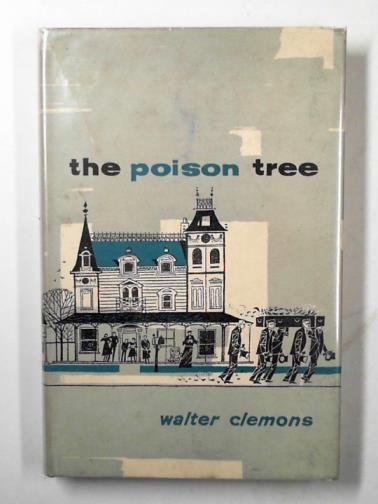 the poison tree
walter clemons